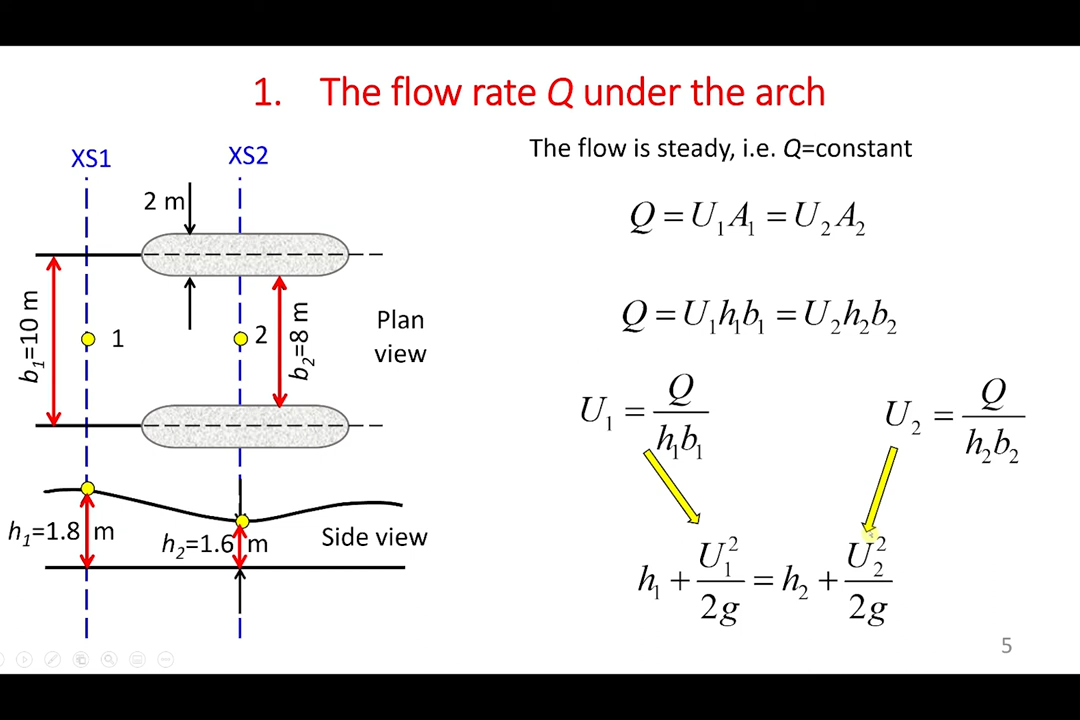 1. The flow rate Q under the arch
XS1
XS2
2 m
b₁=10 m
1
2
b₂=8 m
Plan
view
h₁=1.8 m
h₂=1.6 m
Side view
The flow is steady, i.e. Q=constant
Q = U₁A₁ = U₂A₂
Q = U₁h₁b₁ = U₂h₂b₂
U₁ = Q / h₁b₁
U₂ = Q / h₂b₂
h₁ + U₁² / 2g = h₂ + U₂² / 2g
5